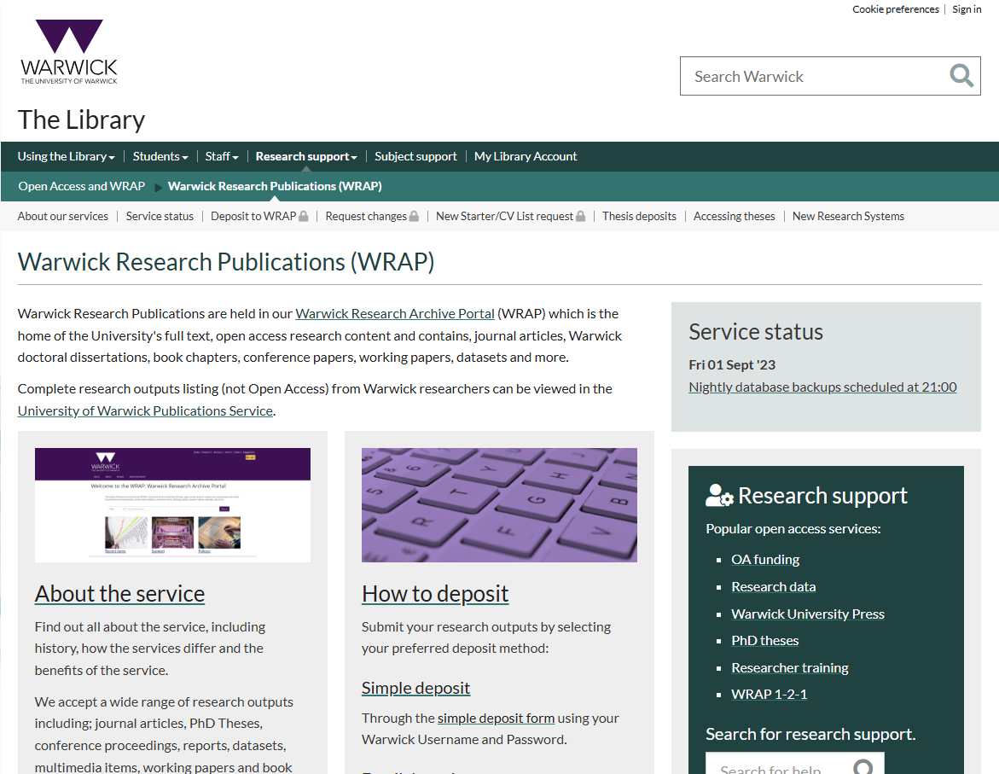 Cookie preferences
Sign in
WARWICK
THE UNIVERSITY OF WARWICK
Search Warwick
The Library
Using the Library
Students
Staff
Research support
Subject support
My Library Account
Open Access and WRAP
Warwick Research Publications (WRAP)
About our services
Service status
Deposit to WRAP
Request changes
New Starter/CV List request
Thesis deposits
Accessing theses
New Research Systems
Warwick Research Publications (WRAP)
Warwick Research Publications are held in our Warwick Research Archive Portal (WRAP) which is the
home of the University's full text, open access research content and contains, journal articles, Warwick
doctoral dissertations, book chapters, conference papers, working papers, datasets and more.
Complete research outputs listing (not Open Access) from Warwick researchers can be viewed in the
University of Warwick Publications Service.
WARWICK
Welcome to the WRAP: Warwick Research Archive Portal
Recent items
Support
Policies
About the service
Find out all about the service, including
history, how the services differ and the
benefits of the service.
We accept a wide range of research outputs
including; journal articles, PhD Theses,
conference proceedings, reports, datasets,
multimedia items, working papers and book
How to deposit
Submit your research outputs by selecting
your preferred deposit method:
Simple deposit
Through the simple deposit form using your
Warwick Username and Password.
Service status
Fri 01 Sept '23
Nightly database backups scheduled at 21:00
Research support
Popular open access services:
OA funding
Research data
Warwick University Press
PhD theses
Researcher training
WRAP 1-2-1
Search for research support.
Search for help